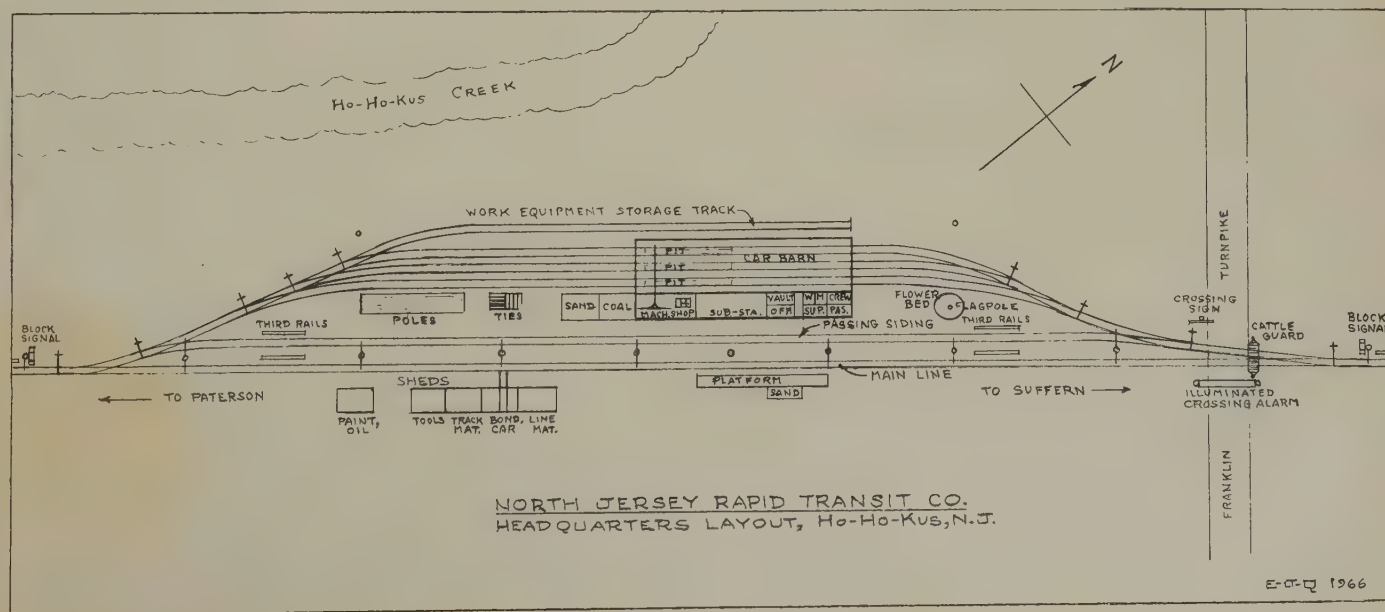 Ho-Ho-Kus CREEK
N
WORK EQUIPMENT STORAGE TRACK
TURNPIKE
PIT
CAR BARN
PIT
PIT
BLOCK SIGNAL
THIRD RAILS
POLES
TIES
SAND
COAL
MACH. SHOP
SUB-STA.
VAULT
OFF.
W M
SUP.
CREW
PAS.
FLOWER BED
FLAGPOLE
THIRD RAILS
CROSSING SIGN
CATTLE GUARD
BLOCK SIGNAL
PASSING SIDING
MAIN LINE
SHEDS
PLATFORM
SAND
TO PATERSON
TO SUFFERN
ILLUMINATED
CROSSING ALARM
PAINT,
OIL
TOOLS
TRACK
MAT.
BOND,
CAR
LINE
MAT.
FRANKLIN
NORTH JERSEY RAPID TRANSIT CO.
HEADQUARTERS LAYOUT, Ho-Ho-Kus, N.J.
1966